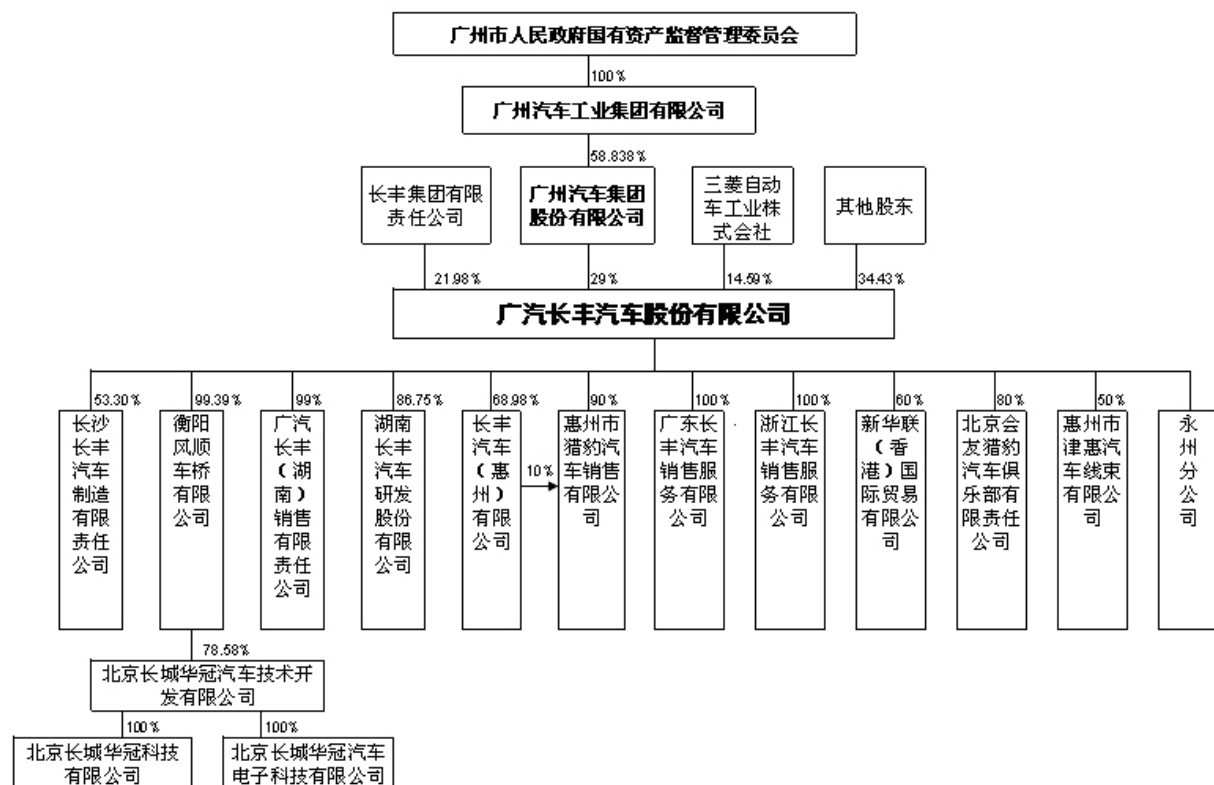 广州市人民政府国有资产监督管理委员会
100%
广州汽车工业集团有限公司
58.838%
长丰集团有限
责任公司
广州汽车集团
股份有限公司
三菱自动
车工业株
式会社
其他股东
21.98%
29%
14.59%
34.43%
广汽长丰汽车股份有限公司
53.30%
99.39%
99%
86.75%
68.98%
90%
100%
100%
60%
80%
50%
长沙
长丰
汽车
制造
有限
责任
公司
衡阳
风顺
车桥
有限
公司
广汽
长丰
（湖
南）
销售
有限
责任
公司
湖南
长丰
汽车
研发
股份
有限
公司
长丰
汽车
（惠
州）
有限
公司
10%
惠州市
猎豹汽
车销售
有限公
司
广东长
丰汽车
销售服
务有限
公司
浙江长
丰汽车
销售服
务有限
公司
新华联
（香
港）国
际贸易
有限公
司
北京会
友猎豹
汽车俱
乐部有
限责任
公司
惠州市
津惠汽
车线束
有限公
司
永
州
分
公
司
78.58%
北京长城华冠汽车技术开
发有限公司
100%
100%
北京长城华冠科技
有限公司
北京长城华冠汽车
电子科技有限公司